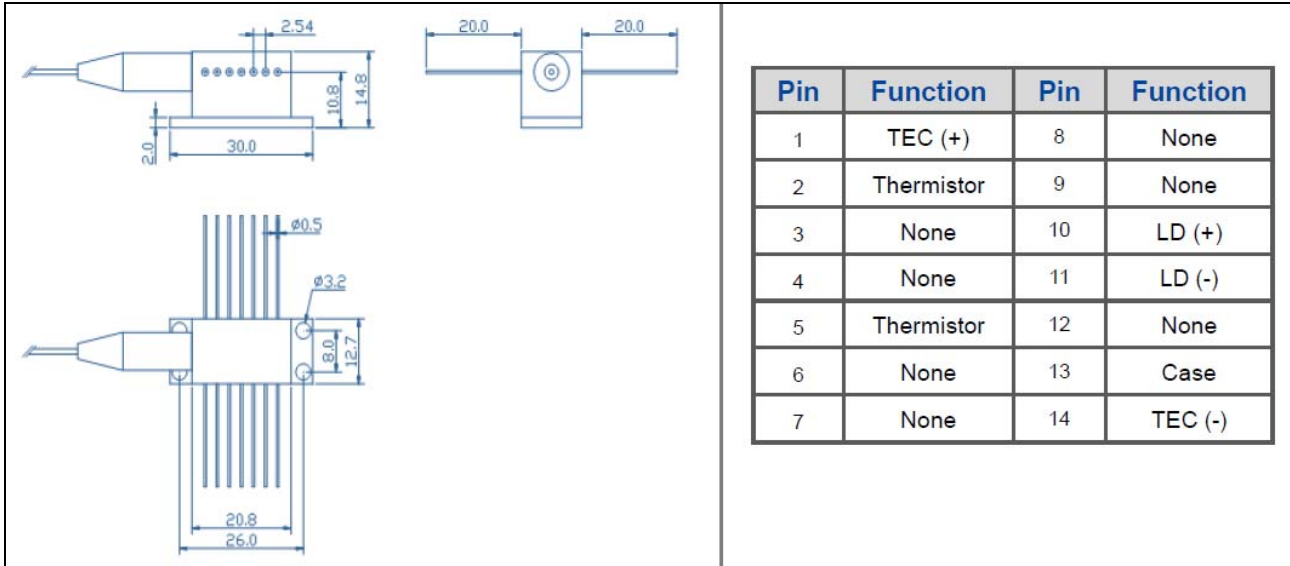 2.54
20.0 20.0
10.8
14.8
2.0
30.0
ø0.5
ø3.2
8.0
12.7
20.8
26.0
Pin Function Pin Function
1 TEC (+) 8 None
2 Thermistor 9 None
3 None 10 LD (+)
4 None 11 LD (-)
5 Thermistor 12 None
6 None 13 Case
7 None 14 TEC (-)